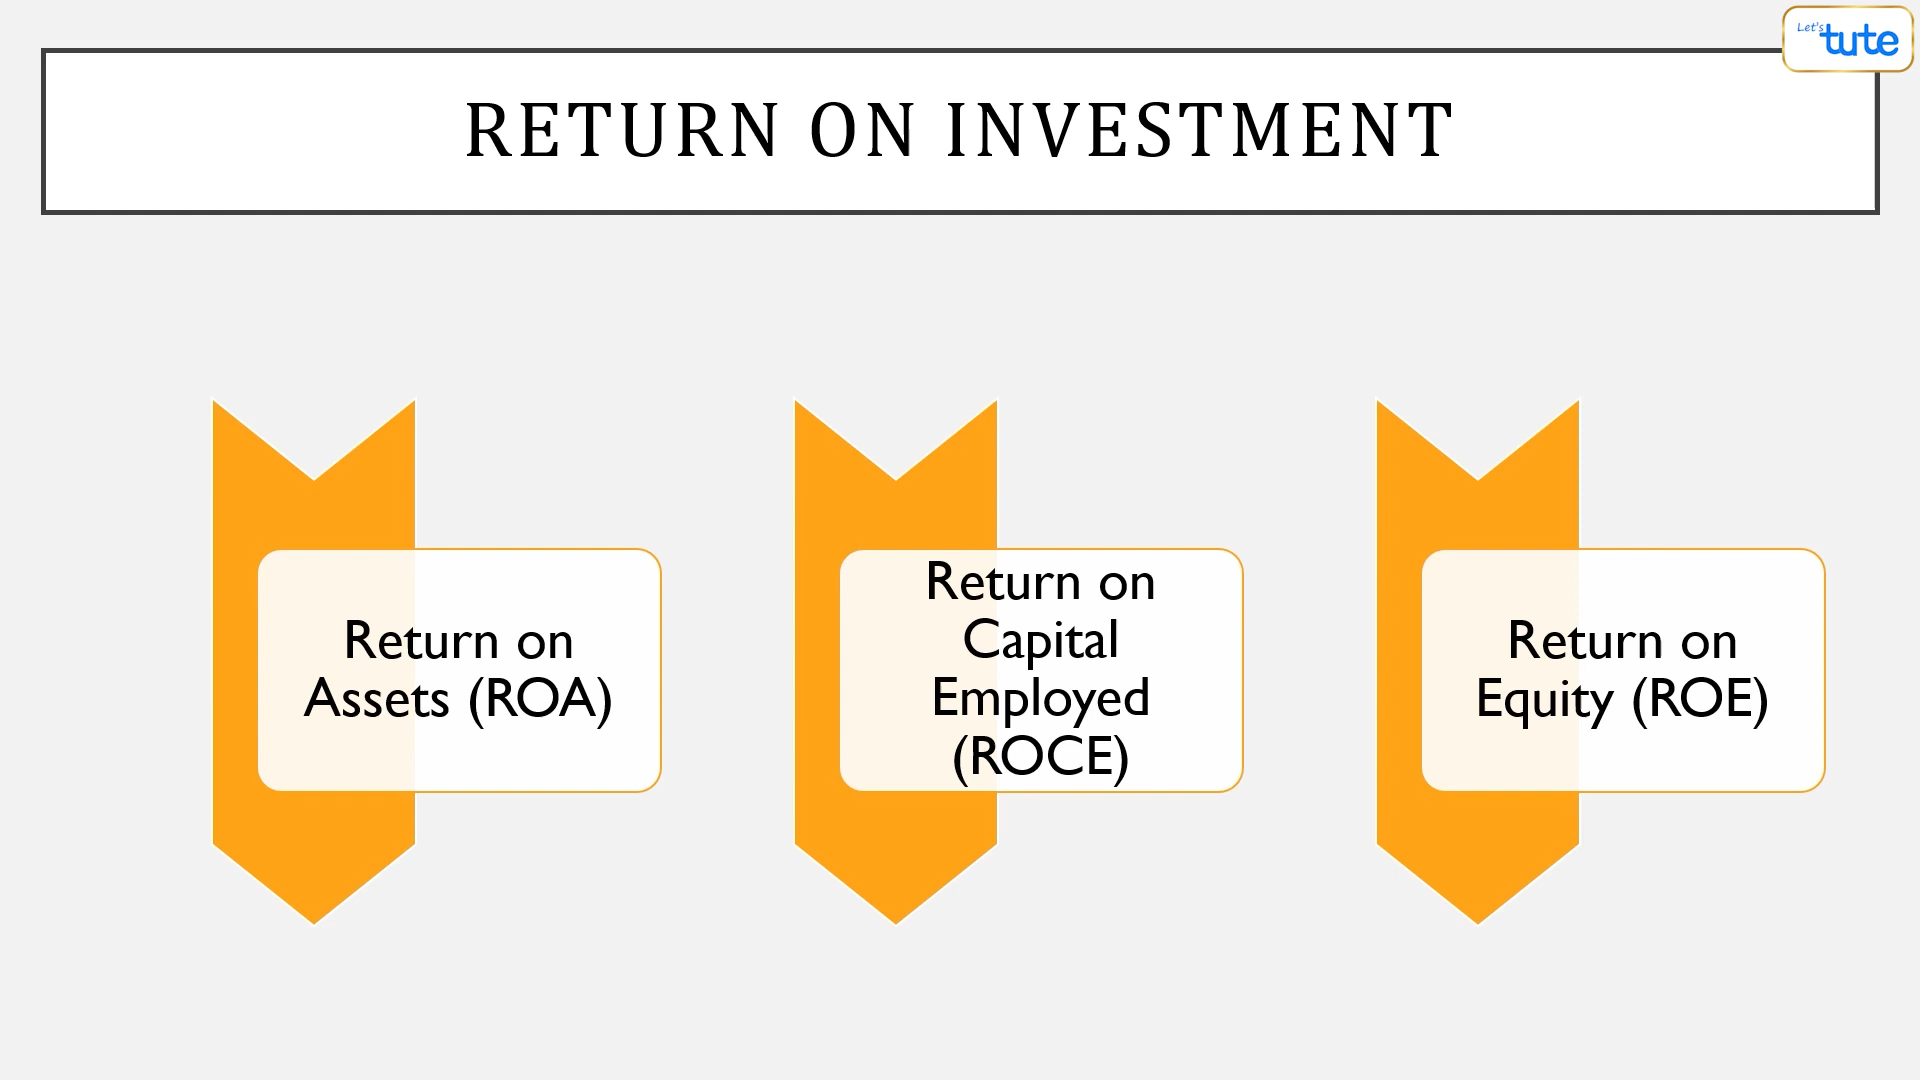 Let's
tute
RETURN ON INVESTMENT
Return on
Assets (ROA)
Return on
Capital
Employed
(ROCE)
Return on
Equity (ROE)